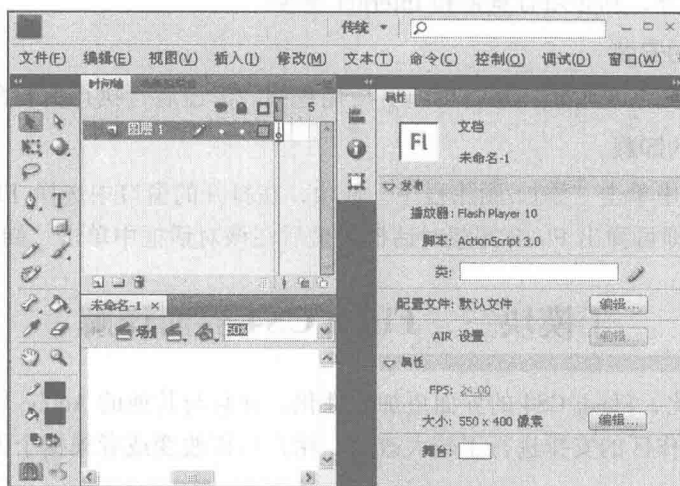 传统
文件(F) 编辑(E) 视图(V) 插入(I) 修改(M) 文本(T) 命令(C) 控制(O) 调试(D) 窗口(W)
时间轴
5
图层 1
T
未命名-1 ×
场景
50%
属性
Fl
文档
未命名-1
发布
播放器: Flash Player 10
脚本: ActionScript 3.0
类:
配置文件: 默认文件 编辑...
AIR 设置 编辑...
属性
FPS: 24.00
大小: 550 x 400 像素 编辑...
舞台: